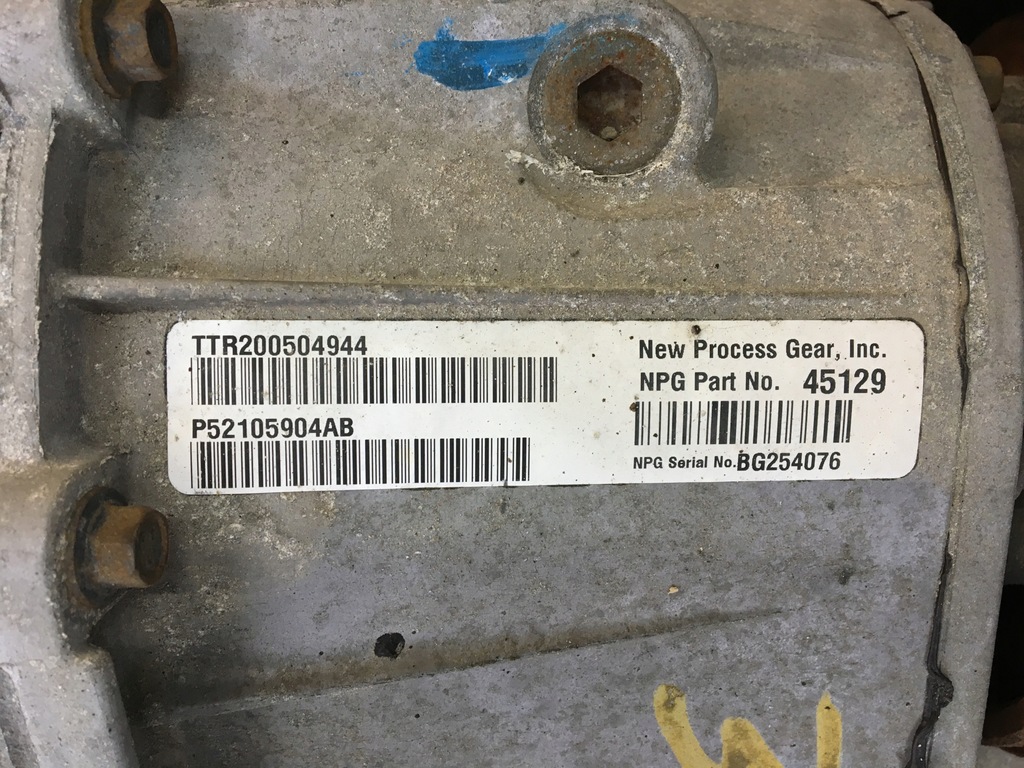 TTR200504944
P52105904AB
New Process Gear, Inc.
NPG Part No. 45129
NPG Serial No. BG254076